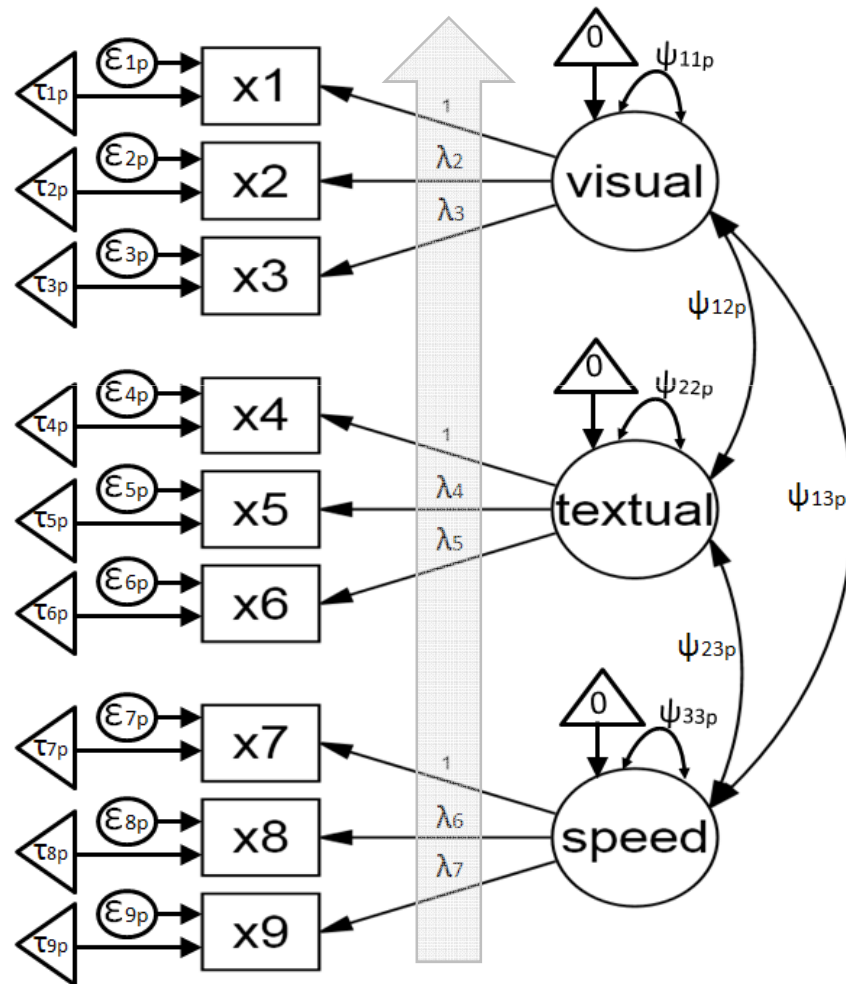 0
ψ11p
ε1p
τ1p
x1
1
visual
ε2p
τ2p
x2
λ2
λ3
ε3p
τ3p
x3
ψ12p
0
ψ22p
ε4p
τ4p
x4
1
ψ13p
ε5p
τ5p
x5
λ4
textual
λ5
ε6p
τ6p
x6
ψ23p
0
ψ33p
ε7p
τ7p
x7
1
ε8p
τ8p
x8
λ6
speed
λ7
ε9p
τ9p
x9